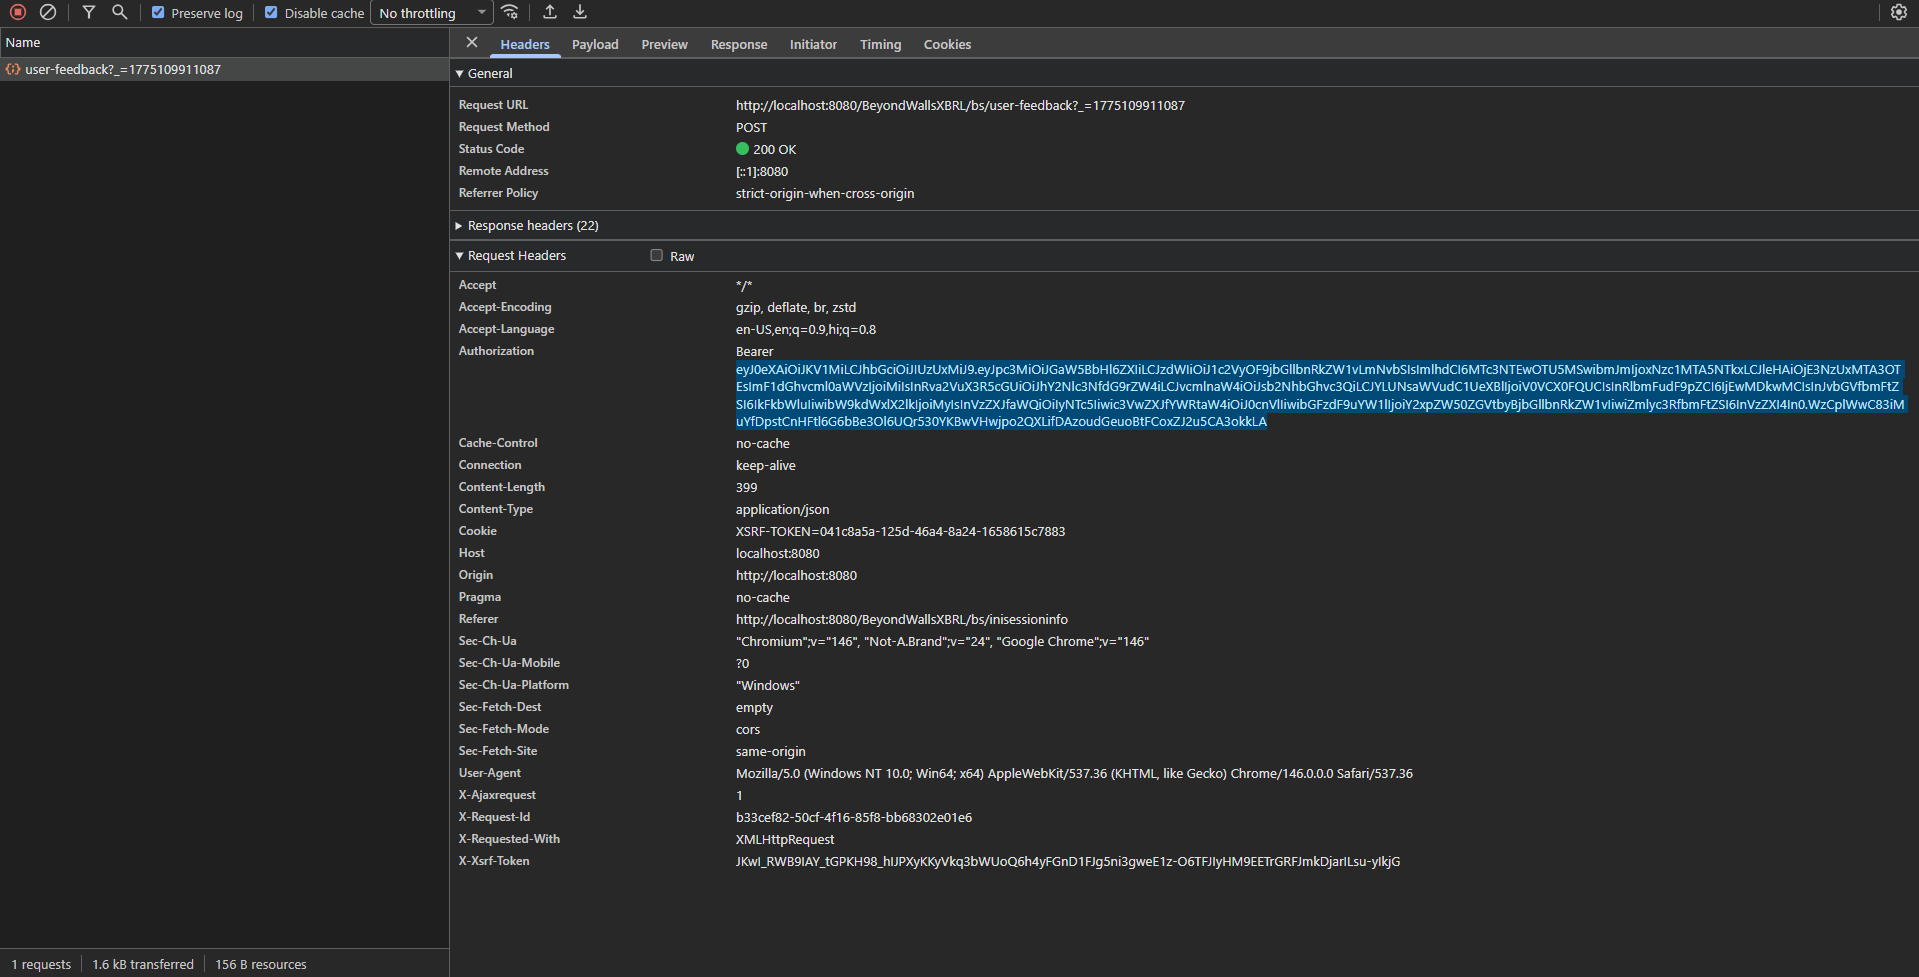 Preserve log Disable cache No throttling
Name
Headers Payload Preview Response Initiator Timing Cookies
user-feedback?_=1775109911087
General
Request URL http://localhost:8080/BeyondWallsXBRL/bs/user-feedback?_=1775109911087
Request Method POST
Status Code 200 OK
Remote Address [::1]:8080
Referrer Policy strict-origin-when-cross-origin
Response headers (22)
Request Headers Raw
Accept */*
Accept-Encoding gzip, deflate, br, zstd
Accept-Language en-US,en;q=0.9,hi;q=0.8
Authorization Bearer
Cache-Control no-cache
Connection keep-alive
Content-Length 399
Content-Type application/json
Cookie XSRF-TOKEN=041c8a5a-125d-46a4-8a24-1658615c7883
Host localhost:8080
Origin http://localhost:8080
Pragma no-cache
Referer http://localhost:8080/BeyondWallsXBRL/bs/inisessioninfo
Sec-Ch-Ua "Chromium";v="146", "Not-A.Brand";v="24", "Google Chrome";v="146"
Sec-Ch-Ua-Mobile ?0
Sec-Ch-Ua-Platform "Windows"
Sec-Fetch-Dest empty
Sec-Fetch-Mode cors
Sec-Fetch-Site same-origin
User-Agent Mozilla/5.0 (Windows NT 10.0; Win64; x64) AppleWebKit/537.36 (KHTML, like Gecko) Chrome/146.0.0.0 Safari/537.36
X-Ajaxrequest 1
X-Request-Id b33cef82-50cf-4f16-85f8-bb68302e01e6
X-Requested-With XMLHttpRequest
X-Xsrf-Token
1 requests 1.6 kB transferred 156 B resources